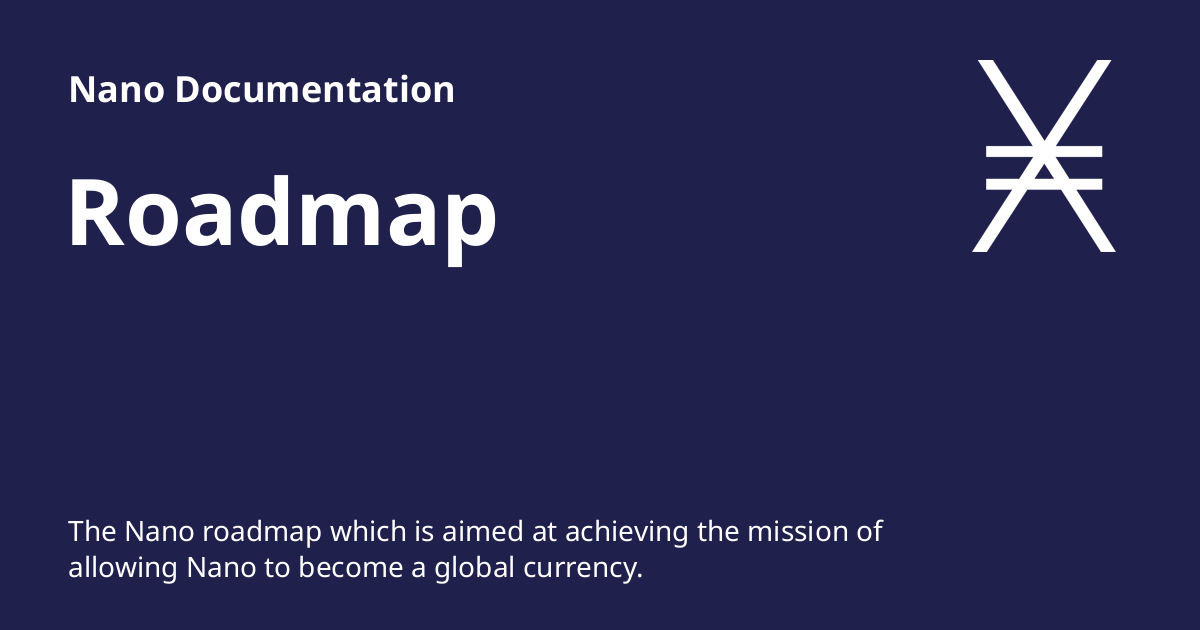 Nano Documentation
Roadmap
The Nano roadmap which is aimed at achieving the mission of
allowing Nano to become a global currency.